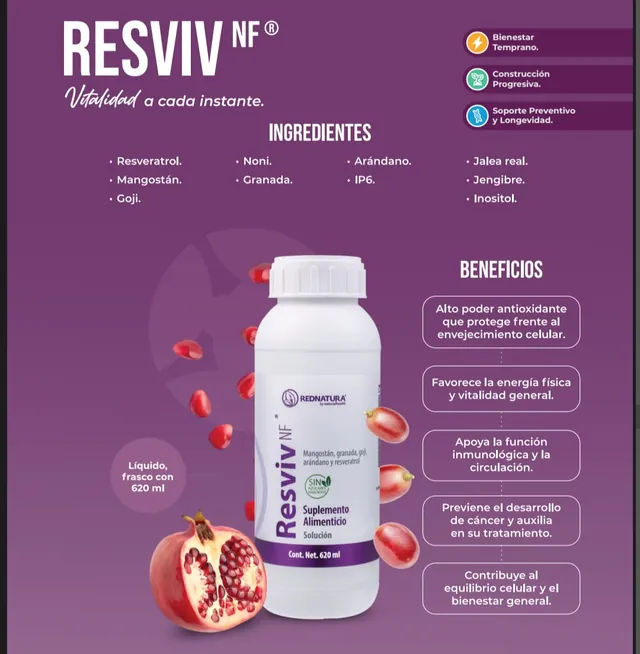 RESVIV NF®
Vitalidad a cada instante.
Bienestar
Temprano.
Construcción
Progresiva.
Soporte Preventivo
y Longevidad.
INGREDIENTES
• Resveratrol.
• Mangostán.
• Goji.
• Noni.
• Granada.
• Arándano.
• IP6.
• Jalea real.
• Jengibre.
• Inositol.
BENEFICIOS
Alto poder antioxidante
que protege frente al
envejecimiento celular.
Favorece la energía física
y vitalidad general.
Apoya la función
inmunológica y la
circulación.
Previene el desarrollo
de cáncer y auxilia
en su tratamiento.
Contribuye al
equilibrio celular y el
bienestar general.
Líquido,
frasco con
620 ml
REDNATURA
Resviv NF®
Mangostán, granada, goji,
arándano y resveratrol
SIN
Suplemento
Alimenticio
Solución
Cont. Net. 620 ml